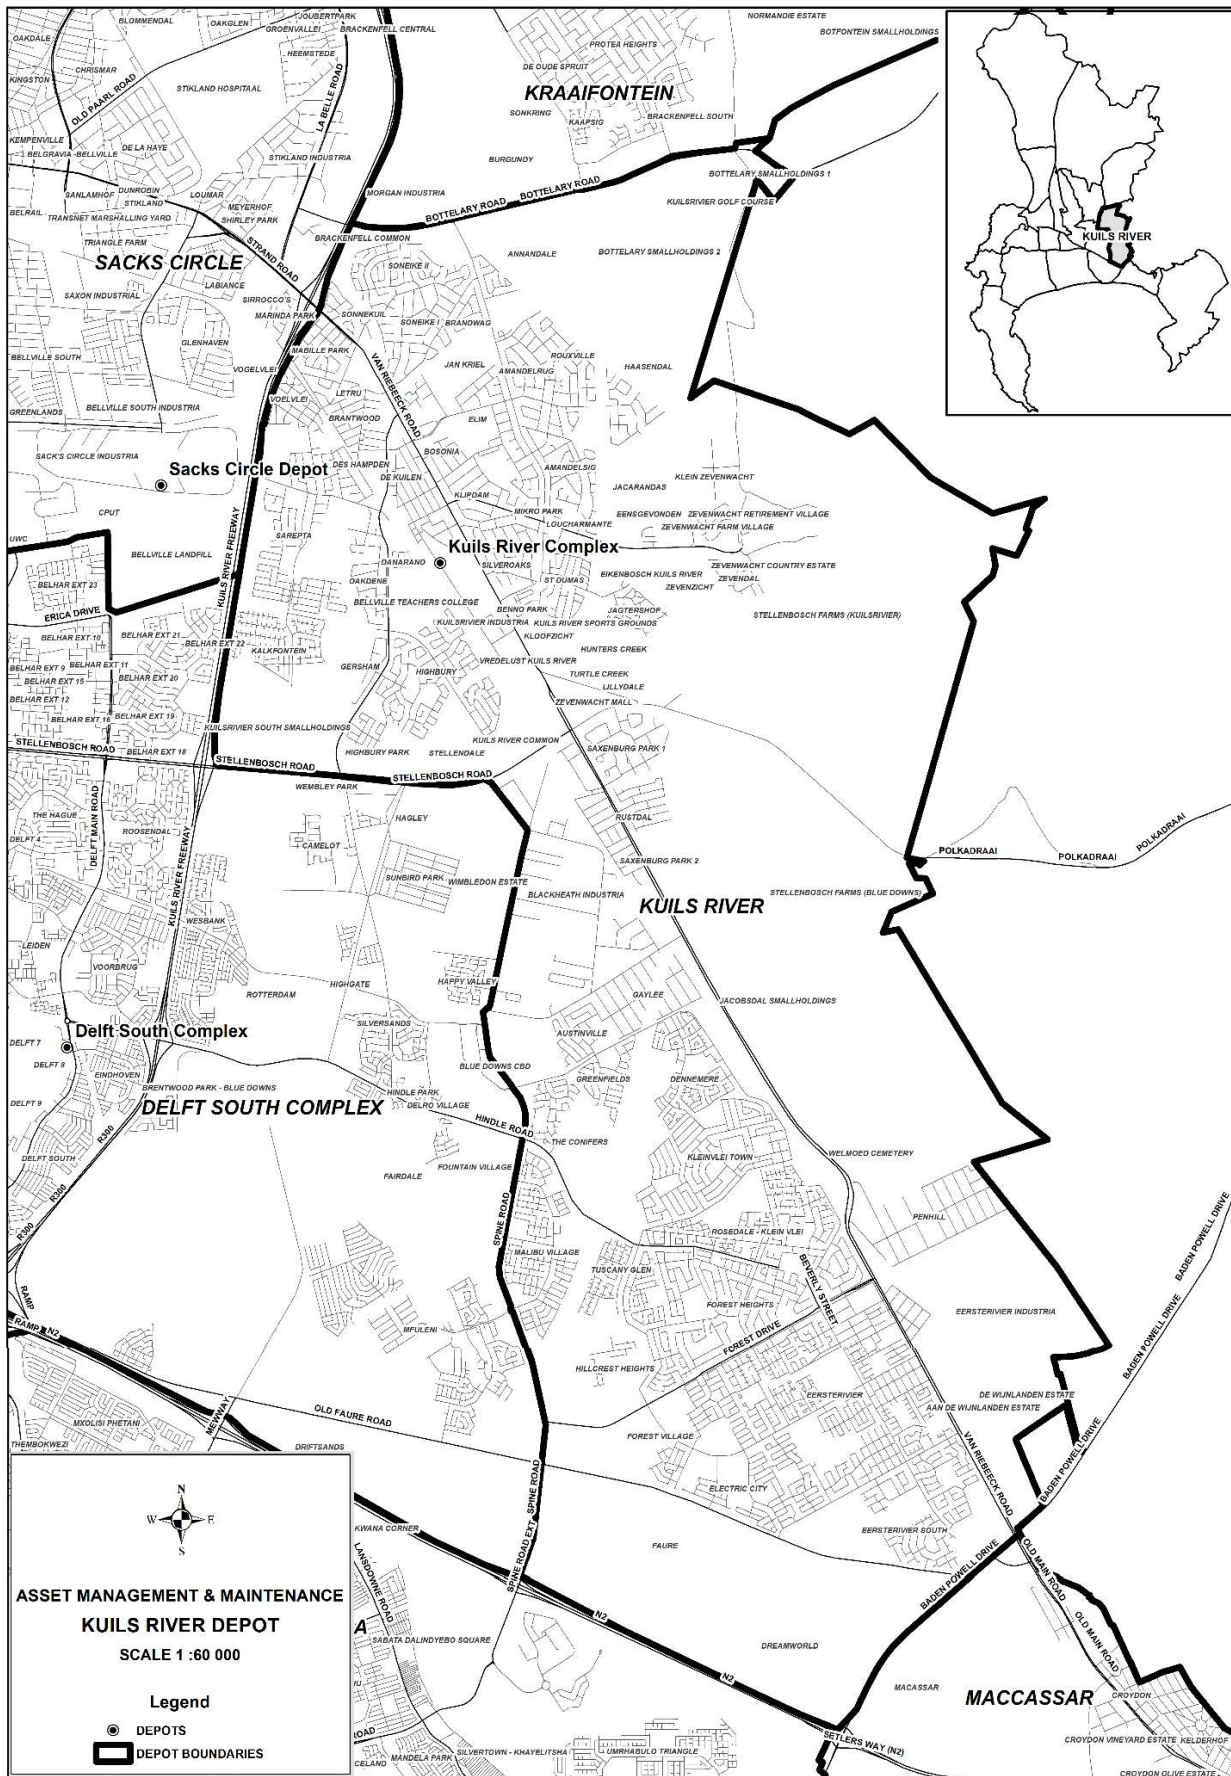 BLOMMENDAL
OAKGLEN
JOUBERTPARK
GROENVALLEI
BRACKENFELL CENTRAL
NORMANDIE ESTATE
BOTFONTEIN SMALLHOLDINGS
OAKDALE
HEEMSTEDE
PROTEA HEIGHTS
CHRISMAR
KINGSTON
OLD PAARL ROAD
STIKLAND HOSPITAAL
LA BELLE ROAD
DE OUDE SPRUIT
KRAAIFONTEIN
SONKRING
KAAPSIG
BRACKENFELL SOUTH
KEMPENVILLE
DE LA HAYE
BELGRAVIA -BELLVILLE
STIKLAND INDUSTRIA
BURGUNDY
BOTTELARY SMALLHOLDINGS 1
SANLAMHOF
DUNROBIN
STIKLAND
LOUMAR
MORGAN INDUSTRIA
BOTTELARY ROAD
BOTTELARY ROAD
KUILSRIVIER GOLF COURSE
BELRAIL
TRANSNET MARSHALLING YARD
MEYERHOF
SHIRLEY PARK
TRIANGLE FARM
STRAND ROAD
BRACKENFELL COMMON
ANNANDALE
BOTTELARY SMALLHOLDINGS 2
KUILS RIVER
SACKS CIRCLE
SONEIKE II
SAXON INDUSTRIAL
LABIANCE
SIRROCCO'S
MARINDA PARK
SONNEKUIL
SONEIKE I
BRANDWAG
GLENHAVEN
MABILLE PARK
BELLVILLE SOUTH
VOGELVLEI
VAN RIEBEECK ROAD
JAN KRIEL
ROUXVILLE
AMANDELRUG
HAASENDAL
GREENLANDS
BELLVILLE SOUTH INDUSTRIA
VOELVLEI
LETRU
BRANTWOOD
ELIM
SACK'S CIRCLE INDUSTRIA
Sacks Circle Depot
DES HAMPDEN
BOSONIA
DE KUILEN
AMANDELSIG
KLEIN ZEVENWACHT
JACARANDAS
KLIPDAM
CPUT
MIKRO PARK
LOUCHARMANTE
EENSGEVONDEN
ZEVENWACHT RETIREMENT VILLAGE
ZEVENWACHT FARM VILLAGE
UWC
BELLVILLE LANDFILL
KUILS RIVER FREEWAY
SAREPTA
Kuils River Complex
DANARAND
SILVEROAKS
ZEVENWACHT COUNTRY ESTATE
ZEVENDAL
BELHAR EXT 23
OAKDENE
ST DUMAS
EIKENBOSCH KUILS RIVER
ZEVENZICHT
BELLVILLE TEACHERS COLLEGE
ERICA DRIVE
BENNO PARK
JAGTERSHOF
STELLENBOSCH FARMS (KUILSRIVIER)
KUILSRIVIER INDUSTRIA
KUILS RIVER SPORTS GROUNDS
BELHAR EXT 10
BELHAR EXT 21
BELHAR EXT 22
KALKFONTEIN
KLOOFZICHT
HUNTERS CREEK
BELHAR EXT 9
BELHAR EXT 11
BELHAR EXT 15
BELHAR EXT 20
GERSHAM
HIGHBURY
VREDELUST KUILS RIVER
TURTLE CREEK
LILLYDALE
BELHAR EXT 12
ZEVENWACHT MALL
BELHAR EXT 16
BELHAR EXT 19
KUILSRIVIER SOUTH SMALLHOLDINGS
KUILS RIVER COMMON
STELLENBOSCH ROAD
BELHAR EXT 18
HIGHBURY PARK
STELLENDALE
SAXENBURG PARK 1
STELLENBOSCH ROAD
STELLENBOSCH ROAD
WEMBLEY PARK
THE HAGUE
DELFT MAIN ROAD
HAGLEY
RUSTDAL
DELFT 4
ROOSENDAL
CAMELOT
KUILS RIVER FREEWAY
SAXENBURG PARK 2
POLKADRAAI
POLKADRAAI
POLKADRAAI
SUNBIRD PARK
WIMBLEDON ESTATE
BLACKHEATH INDUSTRIA
STELLENBOSCH FARMS (BLUE DOWNS)
KUILS RIVER
WESBANK
LEIDEN
VOORBRUG
ROTTERDAM
HIGHGATE
HAPPY VALLEY
GAYLEE
JACOBSDAL SMALLHOLDINGS
Delft South Complex
SILVERSANDS
AUSTINVILLE
DELFT 7
DELFT 8
EINDHOVEN
BLUE DOWNS CBD
GREENFIELDS
DENNEMERE
BRENTWOOD PARK - BLUE DOWNS
HINDLE PARK
DELRO VILLAGE
DELFT 9
DELFT SOUTH COMPLEX
HINDLE ROAD
R300
THE CONIFERS
DELFT SOUTH
FAIRDALE
FOUNTAIN VILLAGE
KLEINVLEI TOWN
WELMOED CEMETERY
R300
R300
SPINE ROAD
PENHILL
MALIBU VILLAGE
ROSEDALE - KLEIN VLEI
TUSCANY GLEN
BEVERLY STREET
BADEN POWELL DRIVE
RAMP
RAMP
N2
MFULENI
FOREST HEIGHTS
EERSTERIVIER INDUSTRIA
FOREST DRIVE
HILLCREST HEIGHTS
BADEN POWELL DRIVE
EERSTERIVIER
DE WIJNLANDEN ESTATE
AAN DE WIJNLANDEN ESTATE
MEWWAY
OLD FAURE ROAD
MXOLISI PHETANI
THEMBOKWEZI
DRIFTSANDS
FOREST VILLAGE
VAN RIEBEECK ROAD
BADEN POWELL DRIVE
ELECTRIC CITY
SPINE ROAD
SPINE ROAD EXT
KWANA CORNER
EERSTERIVIER SOUTH
FAURE
LANSDOWNE ROAD
BADEN POWELL DRIVE
OLD MAIN ROAD
N
W
E
S
ASSET MANAGEMENT & MAINTENANCE
KUILS RIVER DEPOT
SCALE 1 :60 000
Legend
DEPOTS
DEPOT BOUNDARIES
A
SABATA DALINDYEBO SQUARE
N2
DREAMWORLD
OLD MAIN ROAD
N2
MACASSAR
MACCASSAR
CROYDON
SETLERS WAY (N2)
CROYDON VINEYARD ESTATE
KELDERHOF
OAD
CELAND
MANDELA PARK
SILVERTOWN - KHAYELITSHA
UMRHABULO TRIANGLE
CROYDON OLIVE ESTATE